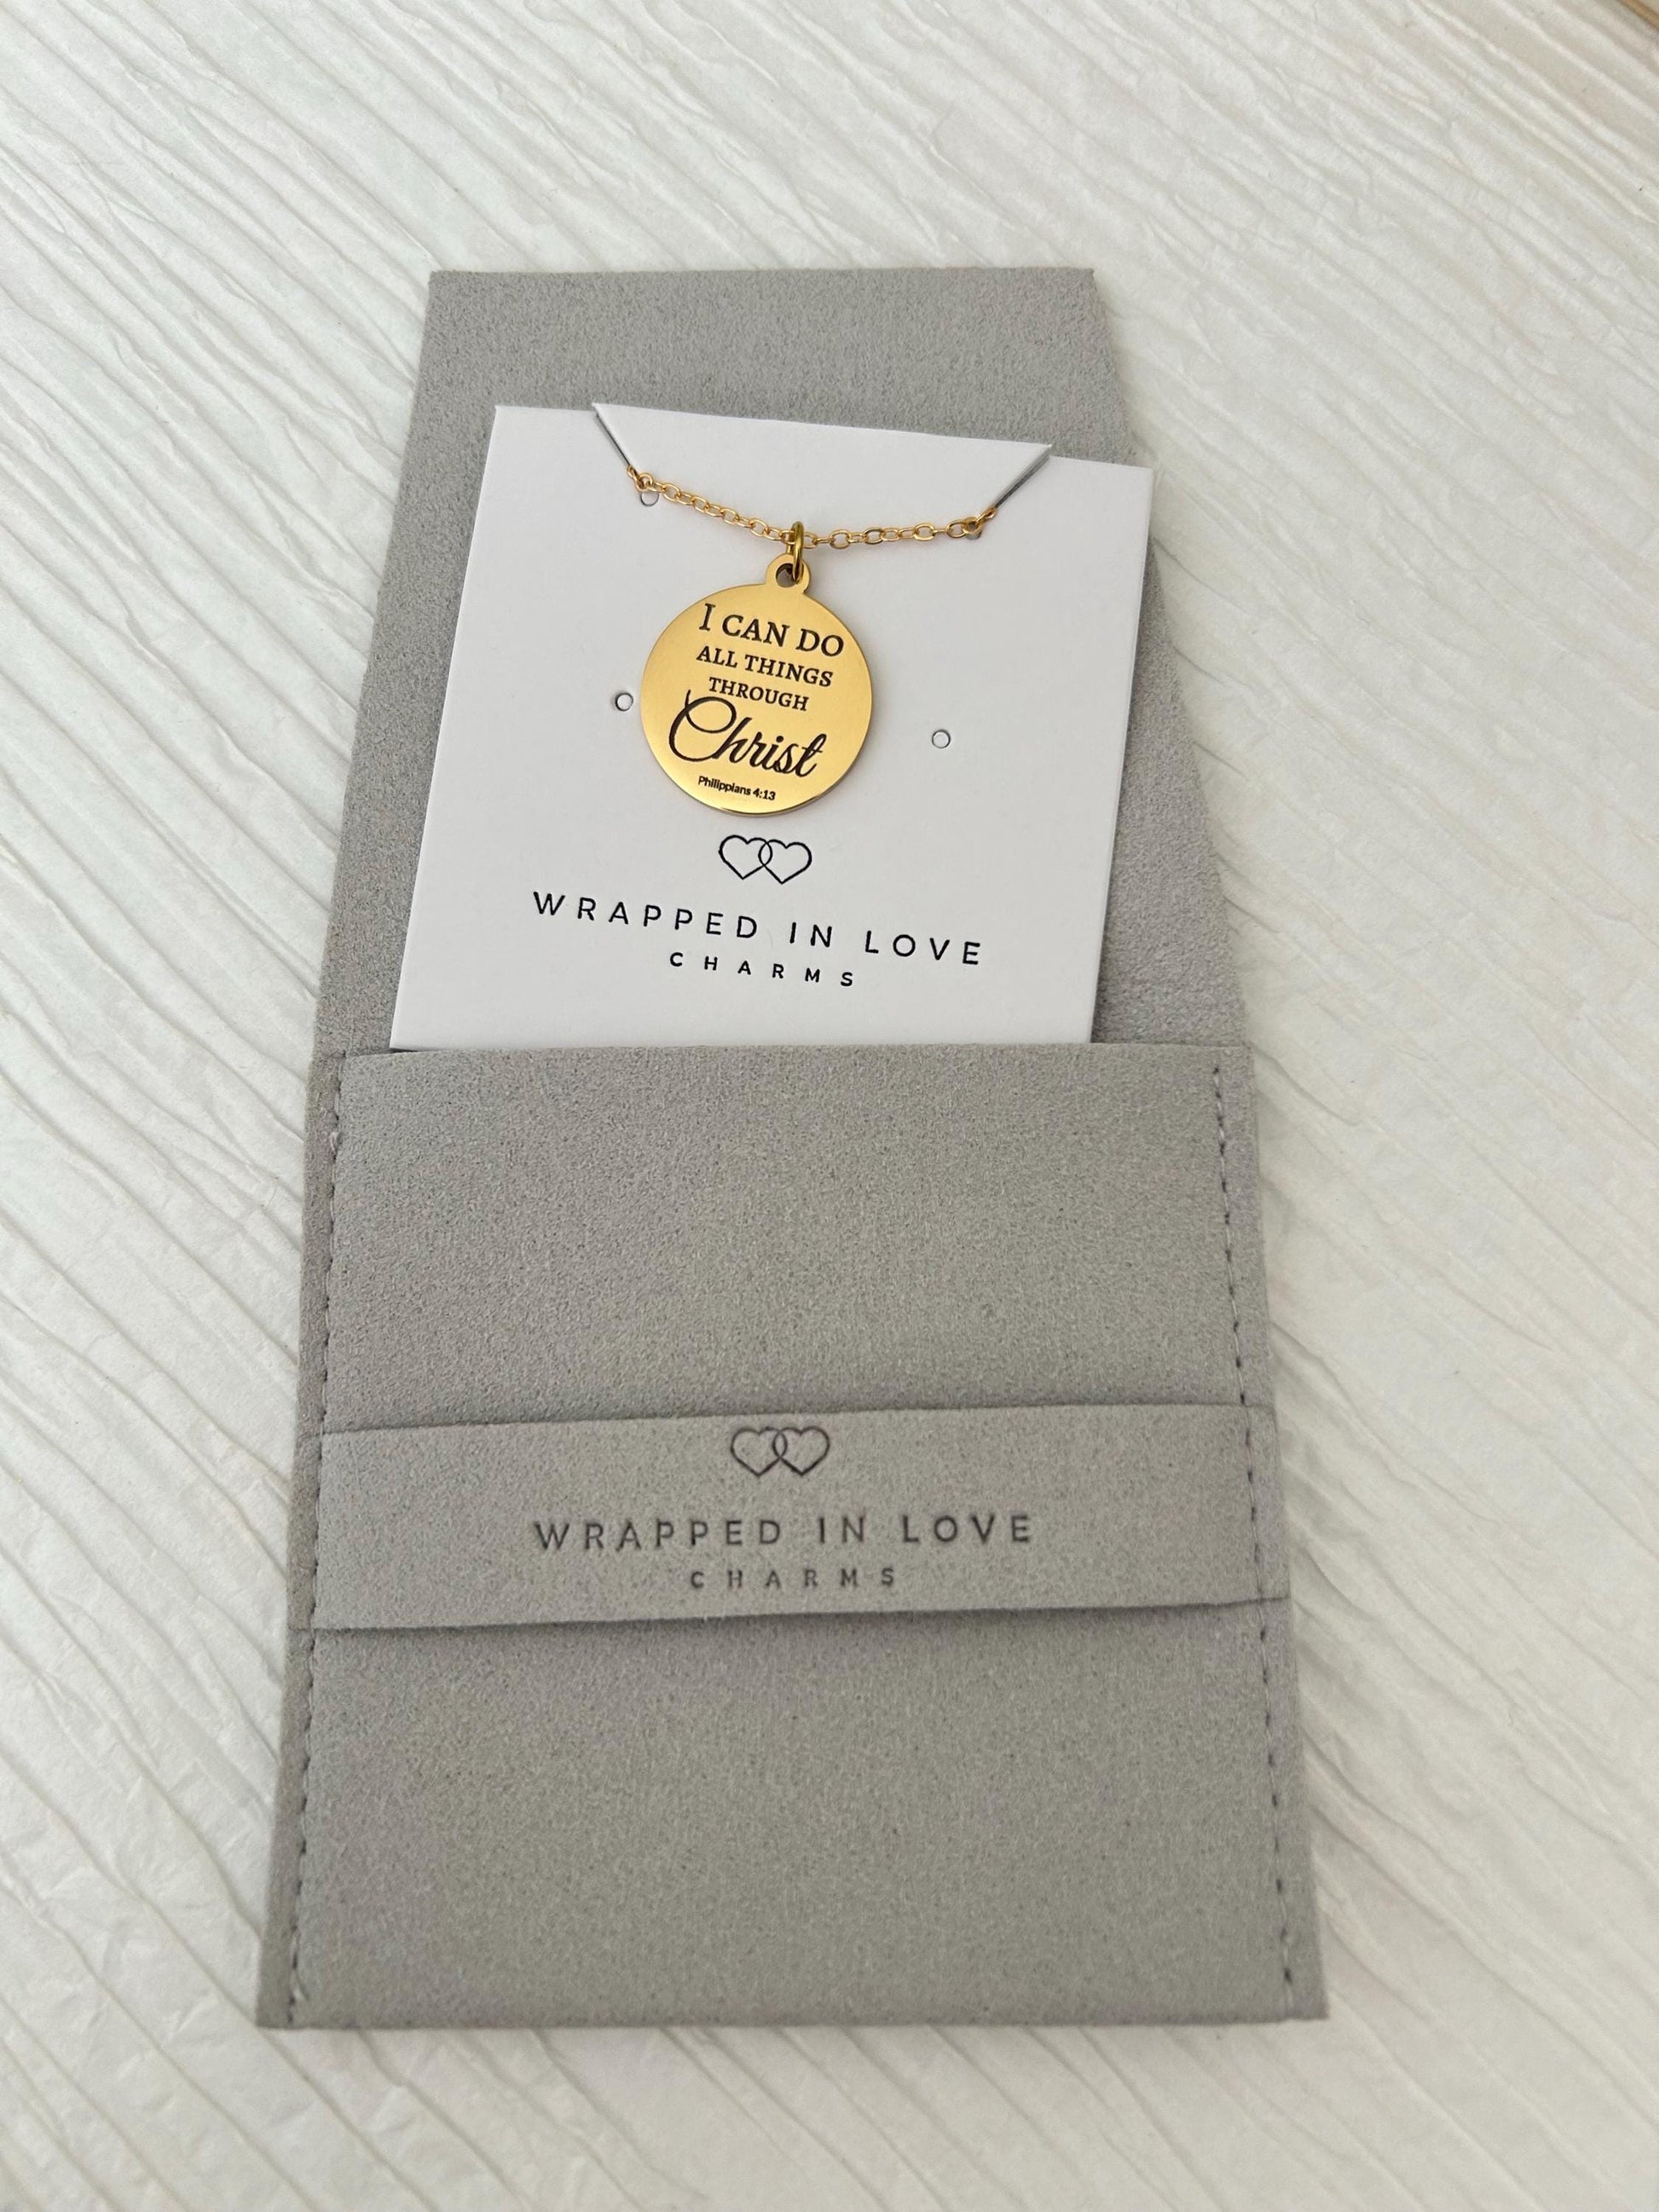 I CAN DO
ALL THINGS
THROUGH
Christ
Philippians 4:13
WRAPPED IN LOVE
CHARMS
WRAPPED IN LOVE
CHARMS